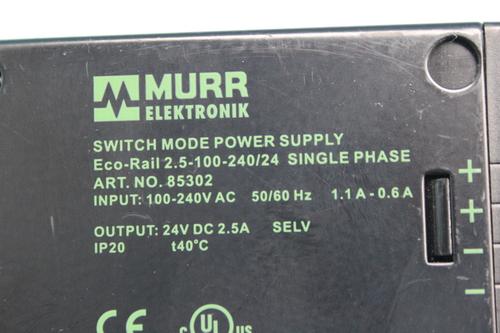 MURR
ELEKTRONIK
SWITCH MODE POWER SUPPLY
Eco-Rail 2.5-100-240/24 SINGLE PHASE
ART. NO. 85302
INPUT: 100-240V AC 50/60 Hz 1.1 A - 0.6 A
OUTPUT: 24V DC 2.5A SELV
IP20 t40°C
+
+
−
−
CE c UL us